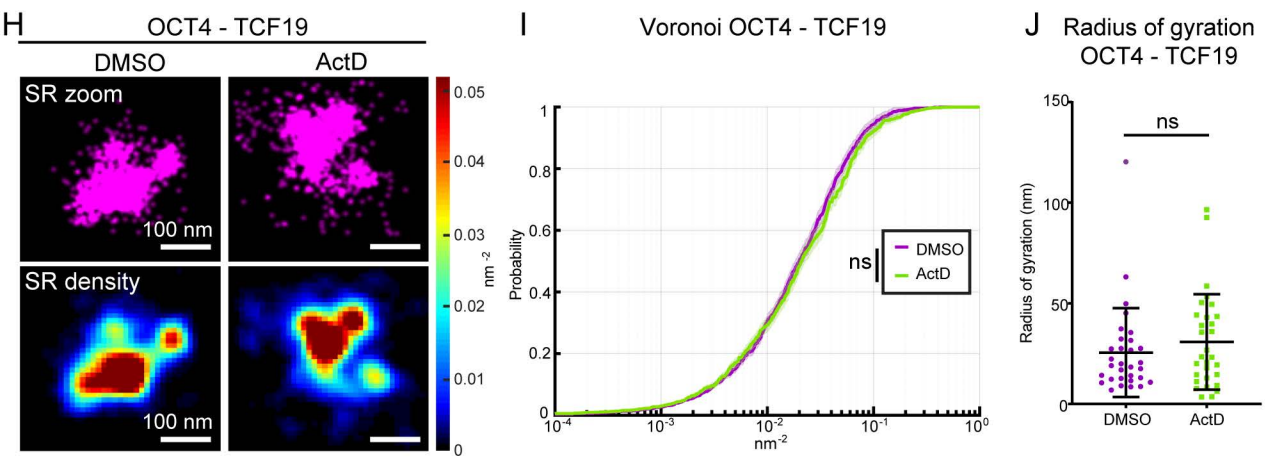 H
OCT4 - TCF19
DMSO
ActD
SR zoom
100 nm
SR density
100 nm
0.05
0.04
0.03
0.02
0.01
0
nm -2
I
Voronoi OCT4 - TCF19
Probability
1
0.8
0.6
0.4
0.2
0
10-4
10-3
10-2
10-1
100
nm-2
ns
DMSO
ActD
J
Radius of gyration
OCT4 - TCF19
Radius of gyration (nm)
150
100
50
0
ns
DMSO
ActD